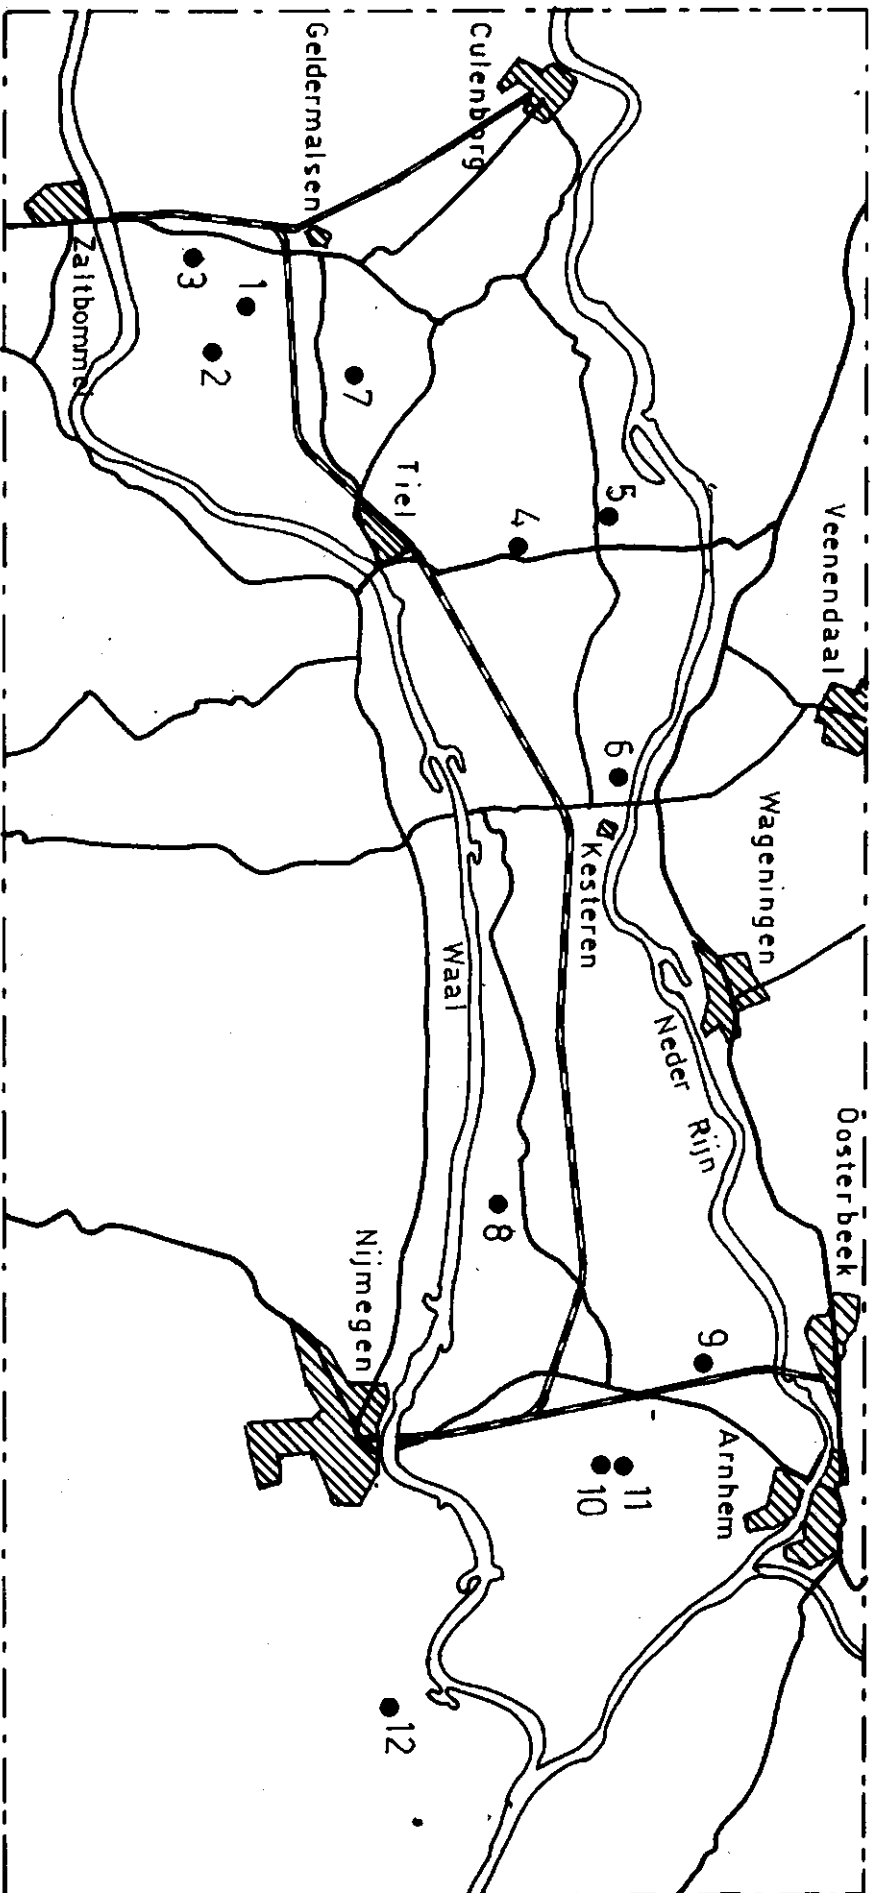 Veenendaal
Oosterbeek
Wageningen
Arnhem
Neder Rijn
Culenborg
Kesteren
Geldermalsen
Tiel
Waal
Nijmegen
Zaltbommel
1
2
3
4
5
6
7
8
9
10
11
12